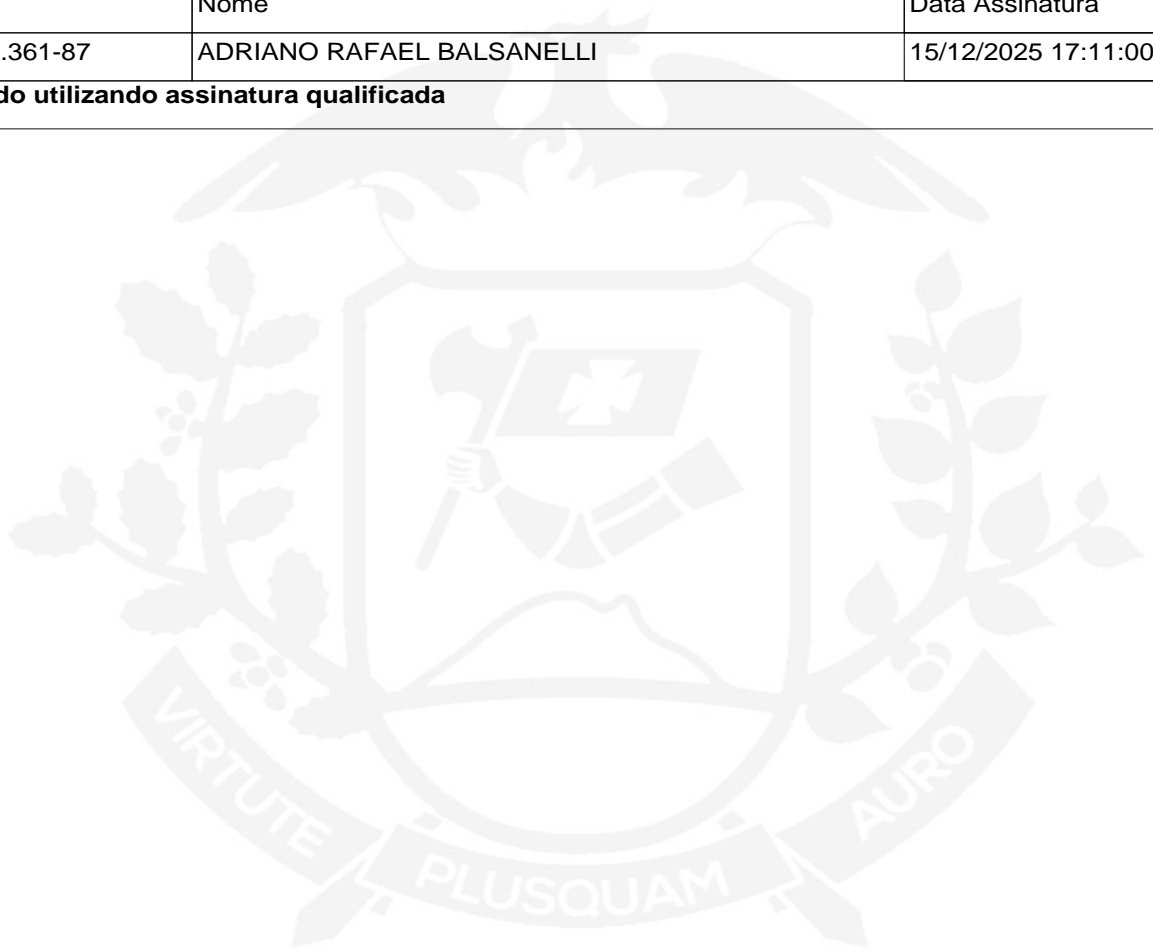 Nome Data Assinatura
.361-87 ADRIANO RAFAEL BALSANELLI 15/12/2025 17:11:00
do utilizando assinatura qualificada
VIRTUTE PLUSQUAM AURO